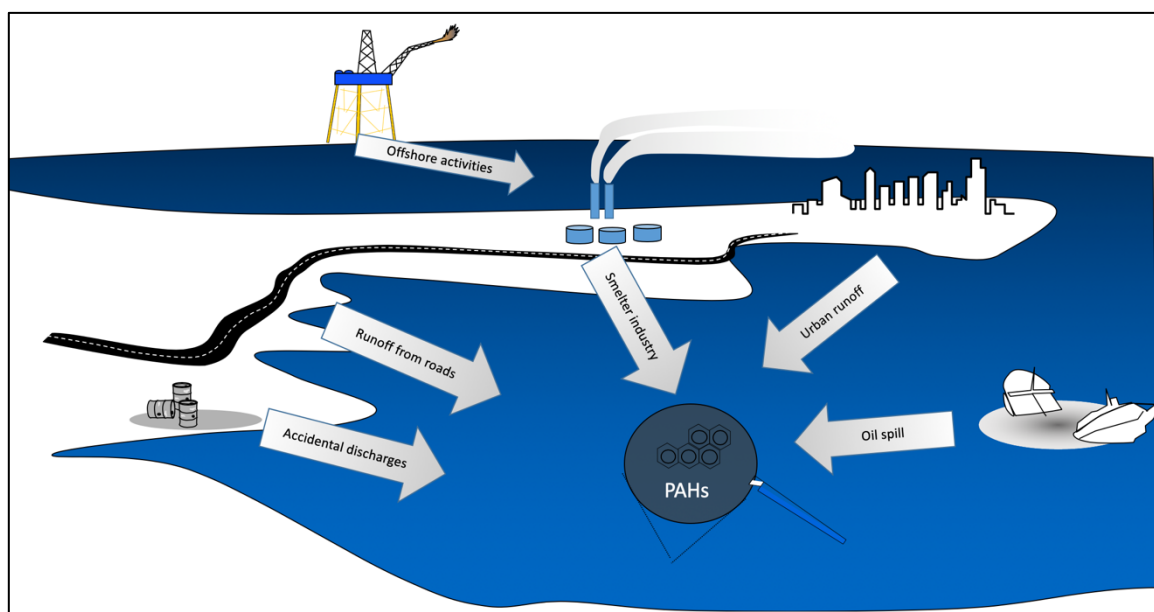 Offshore activities
Smelter industry
Urban runoff
Runoff from roads
Accidental discharges
Oil spill
PAHs